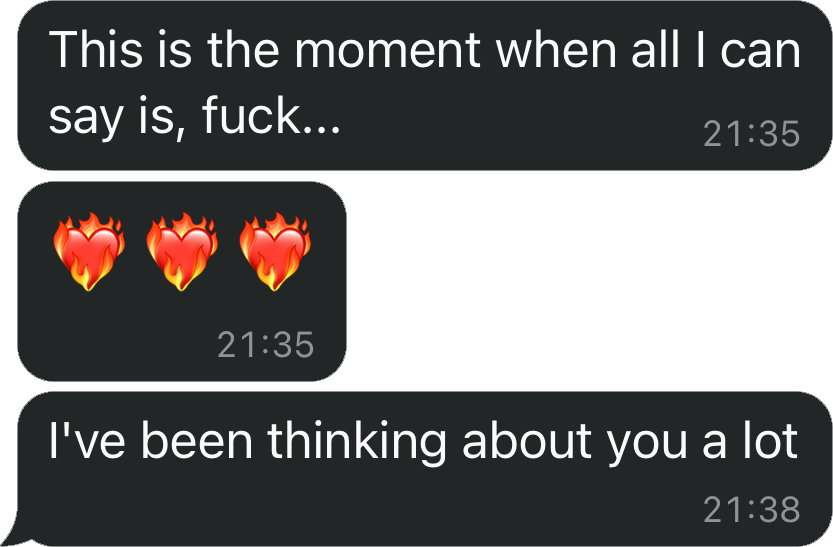 This is the moment when all I can
say is, fuck...
21:35
❤️‍🔥❤️‍🔥❤️‍🔥
21:35
I've been thinking about you a lot
21:38